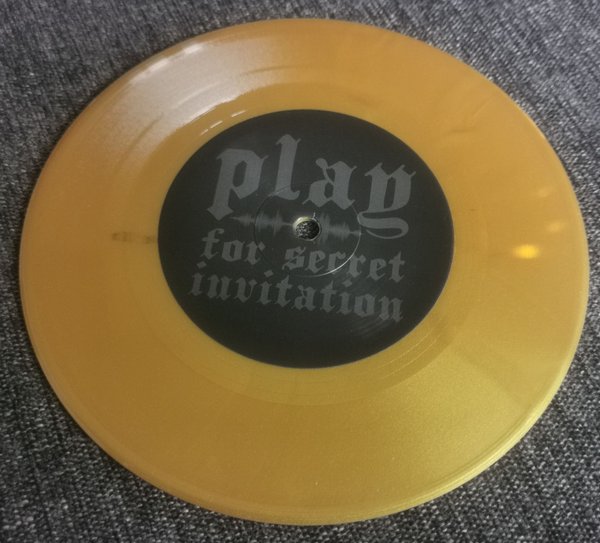 play
for secret
invitation